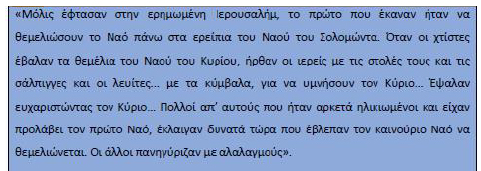 «Μόλις έφτασαν στην ερημωμένη Ιερουσαλήμ, το πρώτο που έκαναν ήταν να
θεμελιώσουν το Ναό πάνω στα ερείπια του Ναού του Σολομώντα. Όταν οι χτίστες
έβαλαν τα θεμέλια του Ναού του Κυρίου, ήρθαν οι ιερείς με τις στολές τους και τις
σάλπιγγες και οι λευίτες... με τα κύμβαλα, για να υμνήσουν τον Κύριο... Έψαλαν
ευχαριστώντας τον Κύριο... Πολλοί απ’ αυτούς που ήταν αρκετά ηλικιωμένοι και είχαν
προλάβει τον πρώτο Ναό, έκλαιγαν δυνατά τώρα που έβλεπαν τον καινούριο Ναό να
θεμελιώνεται. Οι άλλοι πανηγύριζαν με αλαλαγμούς».